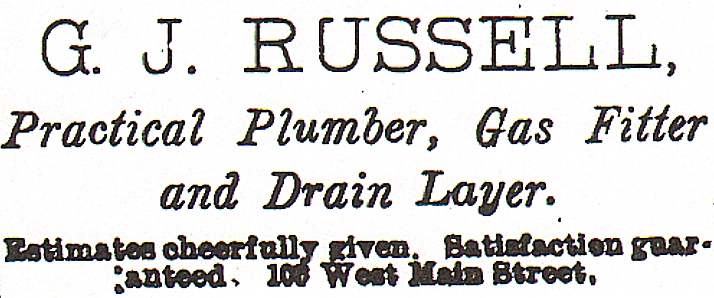 G. J. RUSSELL,
Practical Plumber, Gas Fitter
and Drain Layer.
Estimates cheerfully given. Satisfaction guar-
anteed. 106 West Main Street.